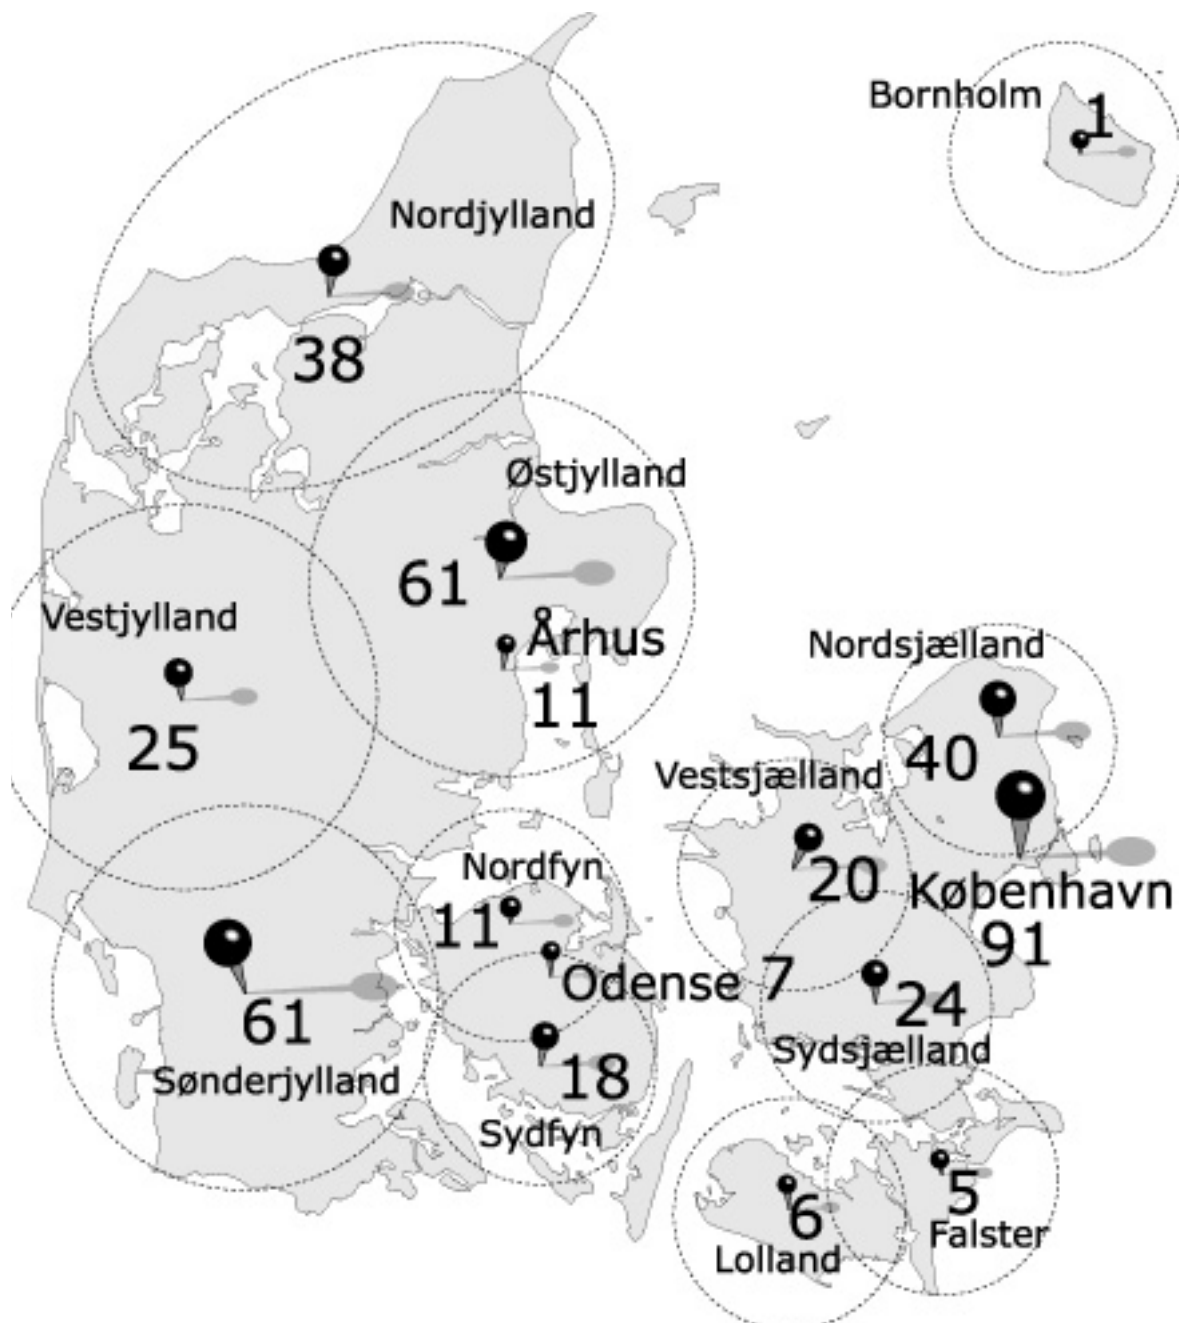 Bornholm
1
Nordjylland
38
Østjylland
61
Århus
11
Vestjylland
25
Nordsjælland
40
Vestsjælland
20
København
91
Nordfyn
11
Odense 7
24
Sydsjælland
61
Sønderjylland
18
Sydfyn
6
Lolland
5
Falster